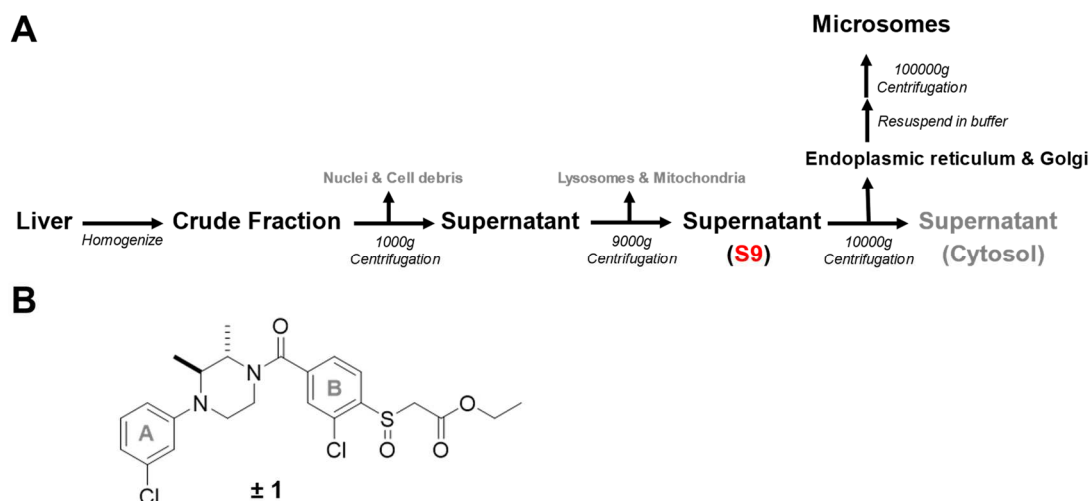 A
Microsomes
100000g
Centrifugation
Resuspend in buffer
Endoplasmic reticulum & Golgi
Nuclei & Cell debris
Lysosomes & Mitochondria
Liver
Homogenize
Crude Fraction
1000g
Centrifugation
Supernatant
9000g
Centrifugation
Supernatant
(S9)
10000g
Centrifugation
Supernatant
(Cytosol)
B
O
N
N
A
Cl
B
Cl
S
O
O
O
± 1